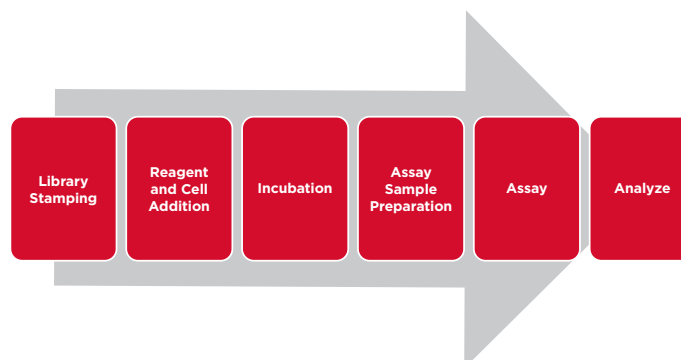 Library
Stamping
Reagent
and Cell
Addition
Incubation
Assay
Sample
Preparation
Assay
Analyze